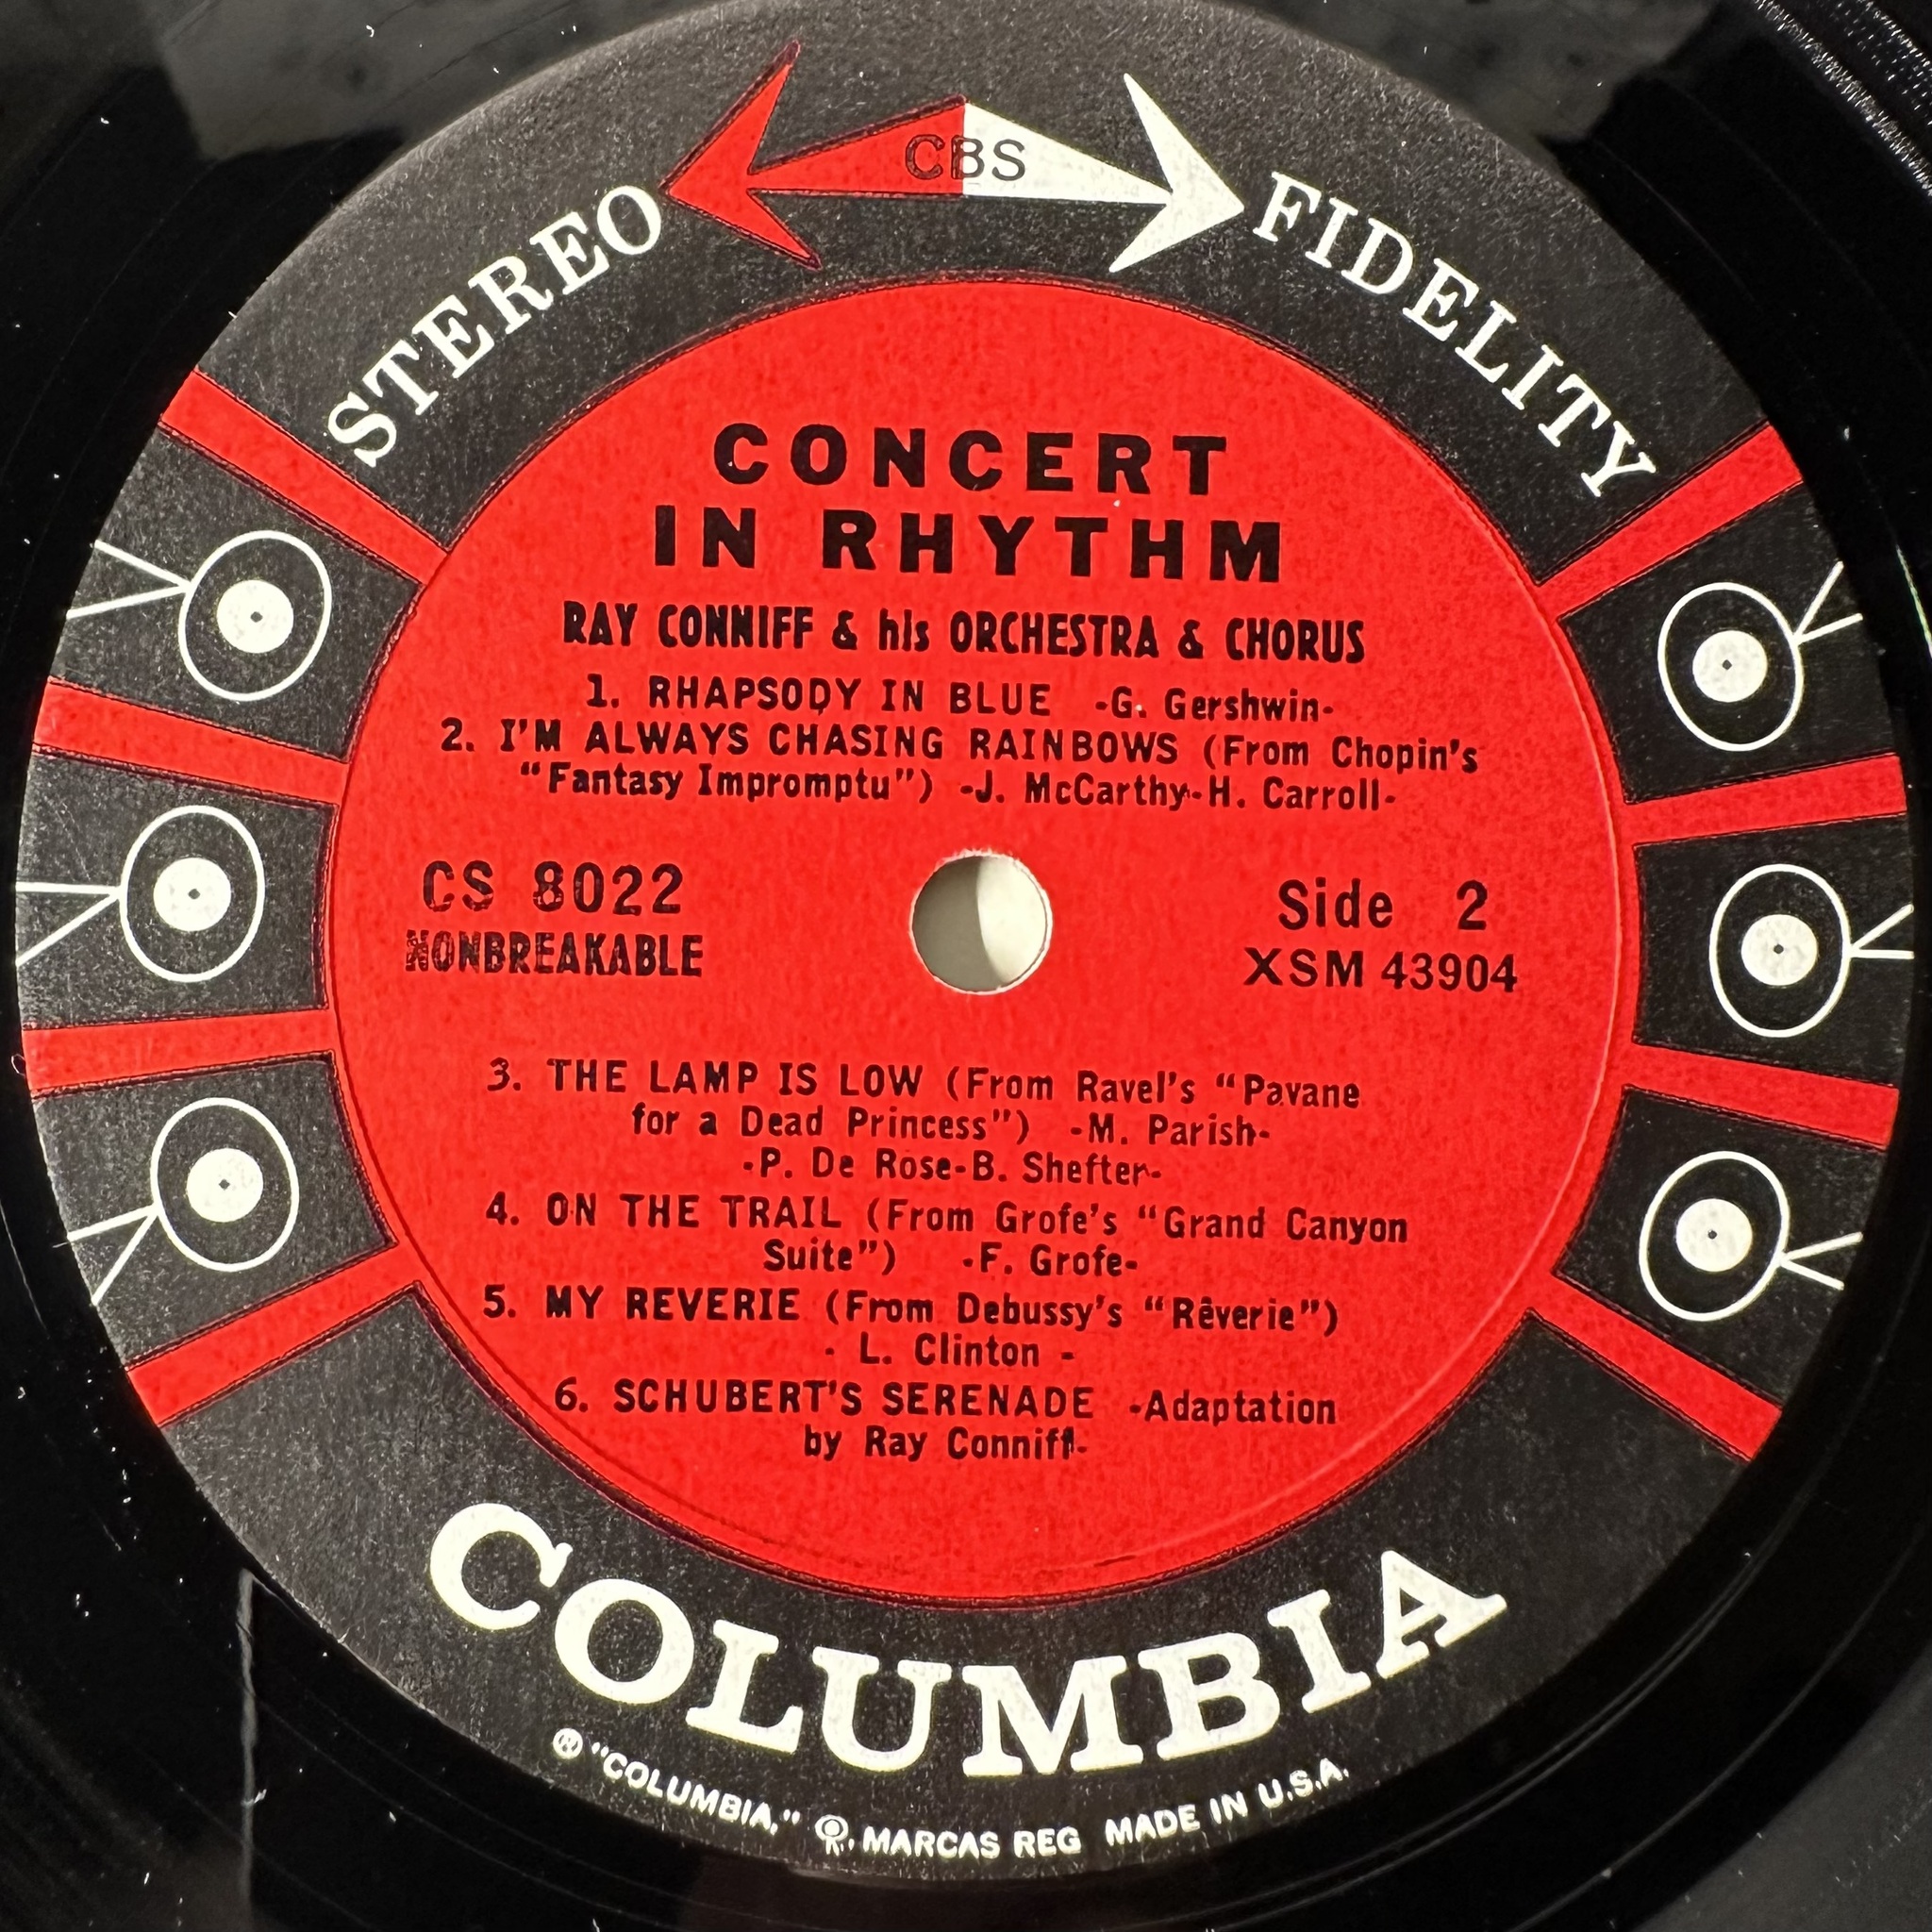 CBS
STEREO FIDELITY
CONCERT
IN RHYTHM
RAY CONNIFF & his ORCHESTRA & CHORUS
1. RHAPSODY IN BLUE -G. Gershwin-
2. I'M ALWAYS CHASING RAINBOWS (From Chopin's
"Fantasy Impromptu") -J. McCarthy-H. Carroll-
CS 8022
NONBREAKABLE
Side 2
XSM 43904
3. THE LAMP IS LOW (From Ravel's "Pavane
for a Dead Princess") -M. Parish-
-P. De Rose-B. Shefter-
4. ON THE TRAIL (From Grofe's "Grand Canyon
Suite") -F. Grofe-
5. MY REVERIE (From Debussy's "Rêverie")
- L. Clinton -
6. SCHUBERT'S SERENADE -Adaptation
by Ray Conniff-
COLUMBIA
® "COLUMBIA," , MARCAS REG MADE IN U.S.A.